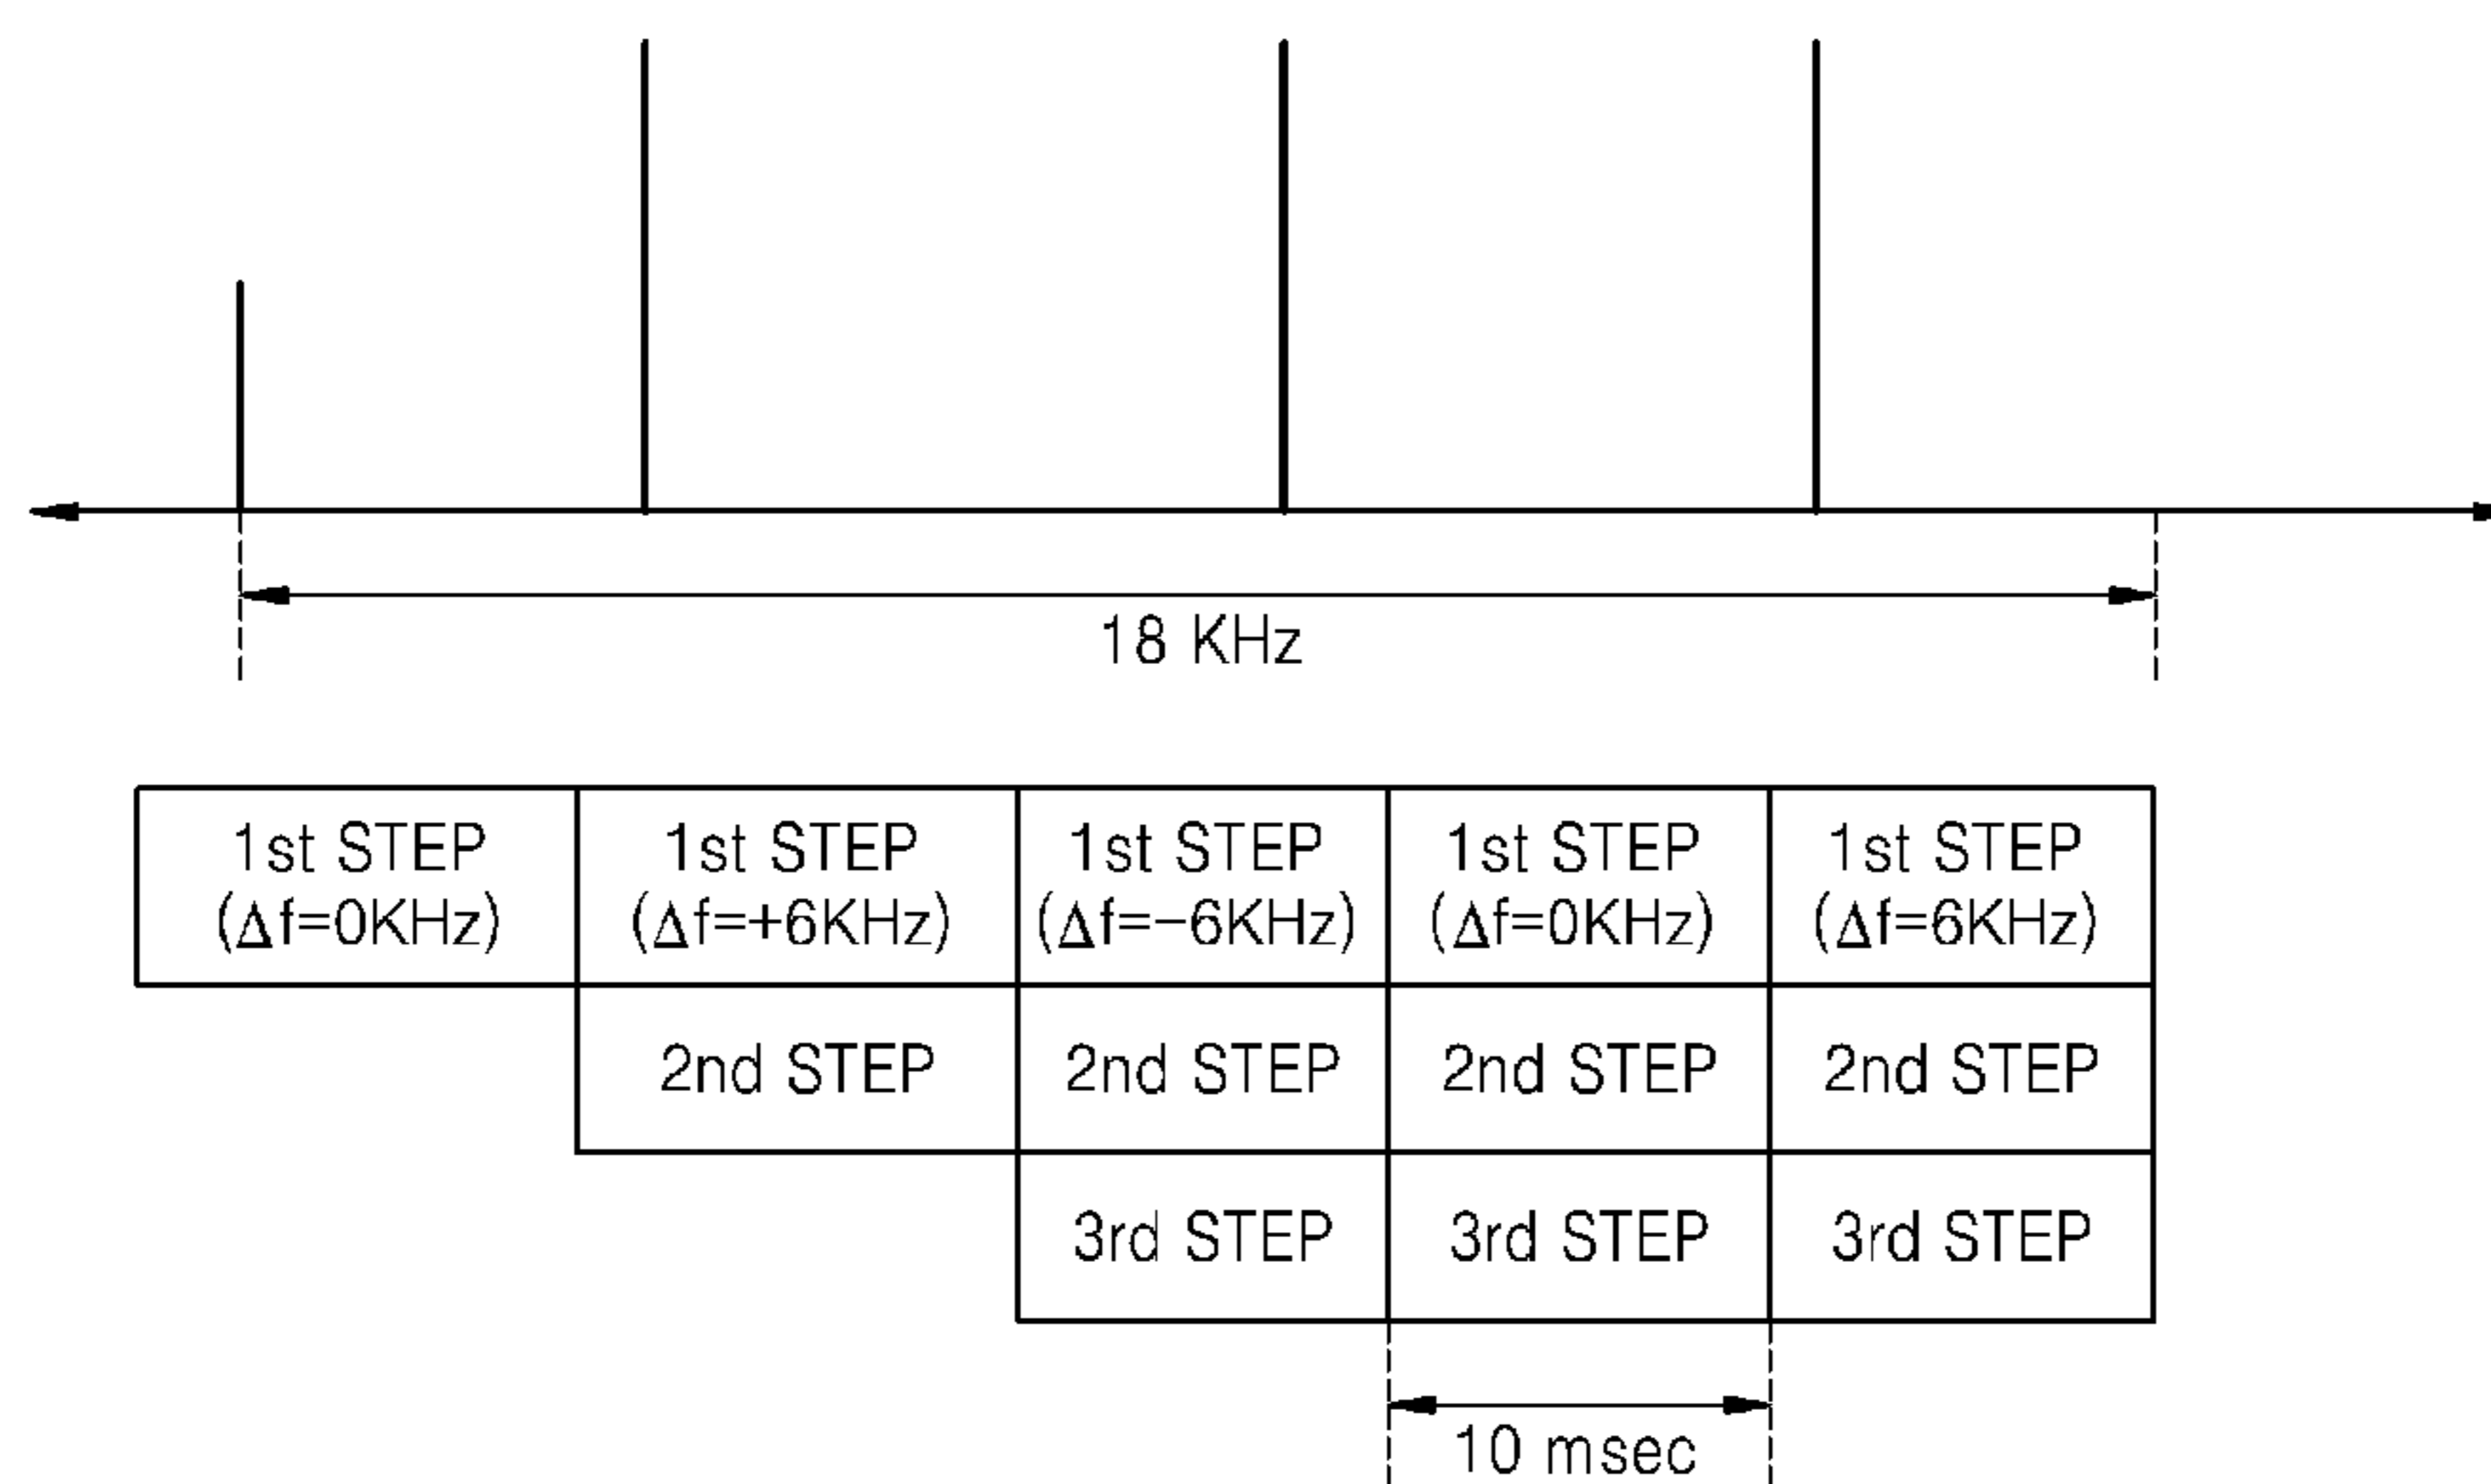 18 KHz
1st STEP
(Δf=0KHz)
1st STEP
(Δf=+6KHz)
1st STEP
(Δf=−6KHz)
1st STEP
(Δf=0KHz)
1st STEP
(Δf=6KHz)
2nd STEP
2nd STEP
2nd STEP
2nd STEP
3rd STEP
3rd STEP
3rd STEP
10 msec